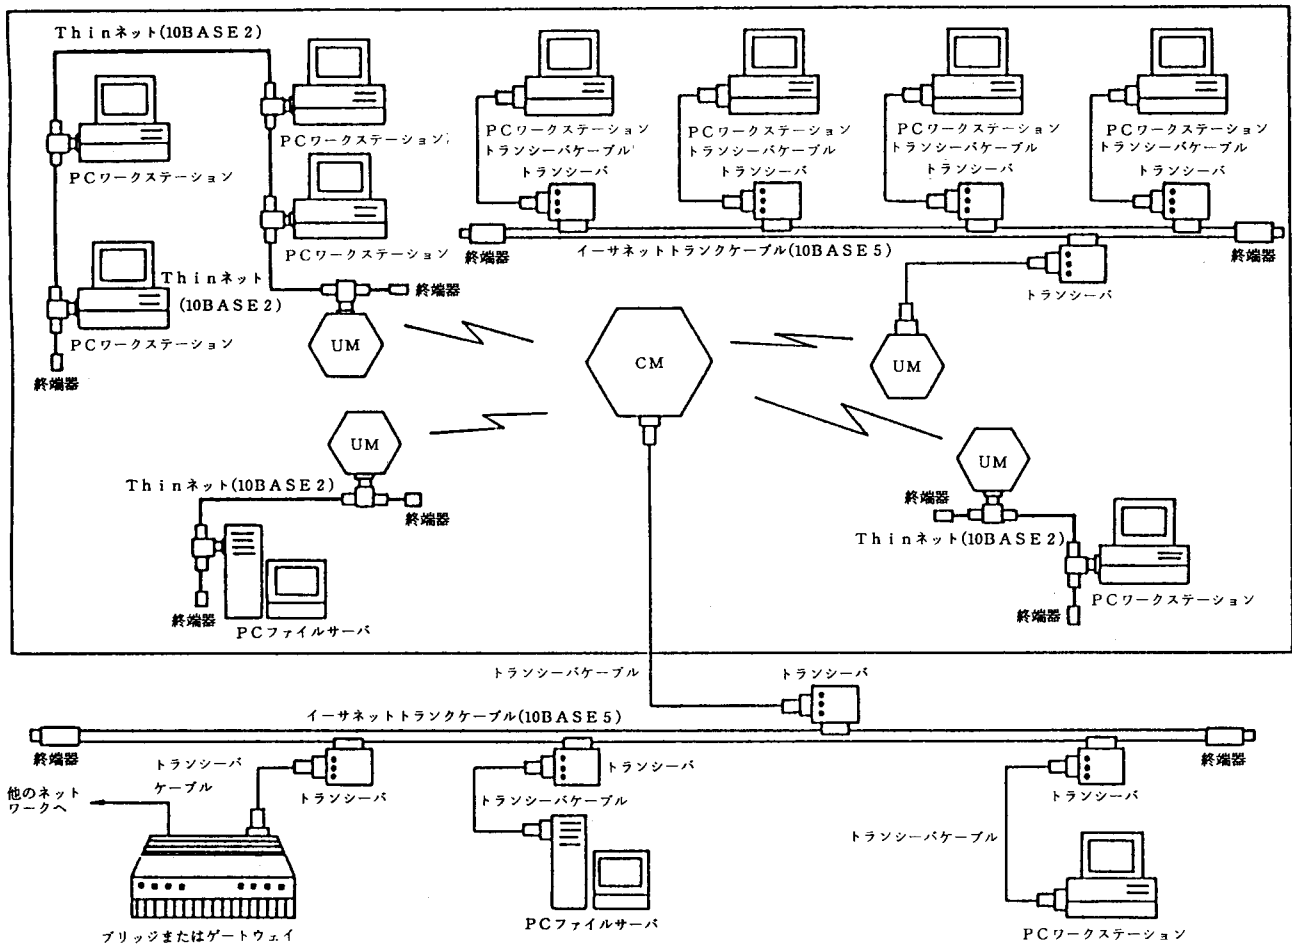 Thinネット(10BASE2)
PCワークステーション
PCワークステーション
PCワークステーション
PCワークステーション
Thinネット
(10BASE2)
終端器
終端器
UM
PCワークステーション
トランシーバケーブル
トランシーバ
PCワークステーション
トランシーバケーブル
トランシーバ
PCワークステーション
トランシーバケーブル
トランシーバ
PCワークステーション
トランシーバケーブル
トランシーバ
終端器
イーサネットトランクケーブル(10BASE5)
終端器
トランシーバ
UM
CM
UM
Thinネット(10BASE2)
終端器
終端器
PCファイルサーバ
UM
終端器
Thinネット(10BASE2)
終端器
PCワークステーション
トランシーバケーブル
トランシーバ
イーサネットトランクケーブル(10BASE5)
終端器
終端器
トランシーバ
ケーブル
トランシーバ
他のネット
ワークへ
ブリッジまたはゲートウェイ
トランシーバ
トランシーバケーブル
PCファイルサーバ
トランシーバ
トランシーバケーブル
PCワークステーション